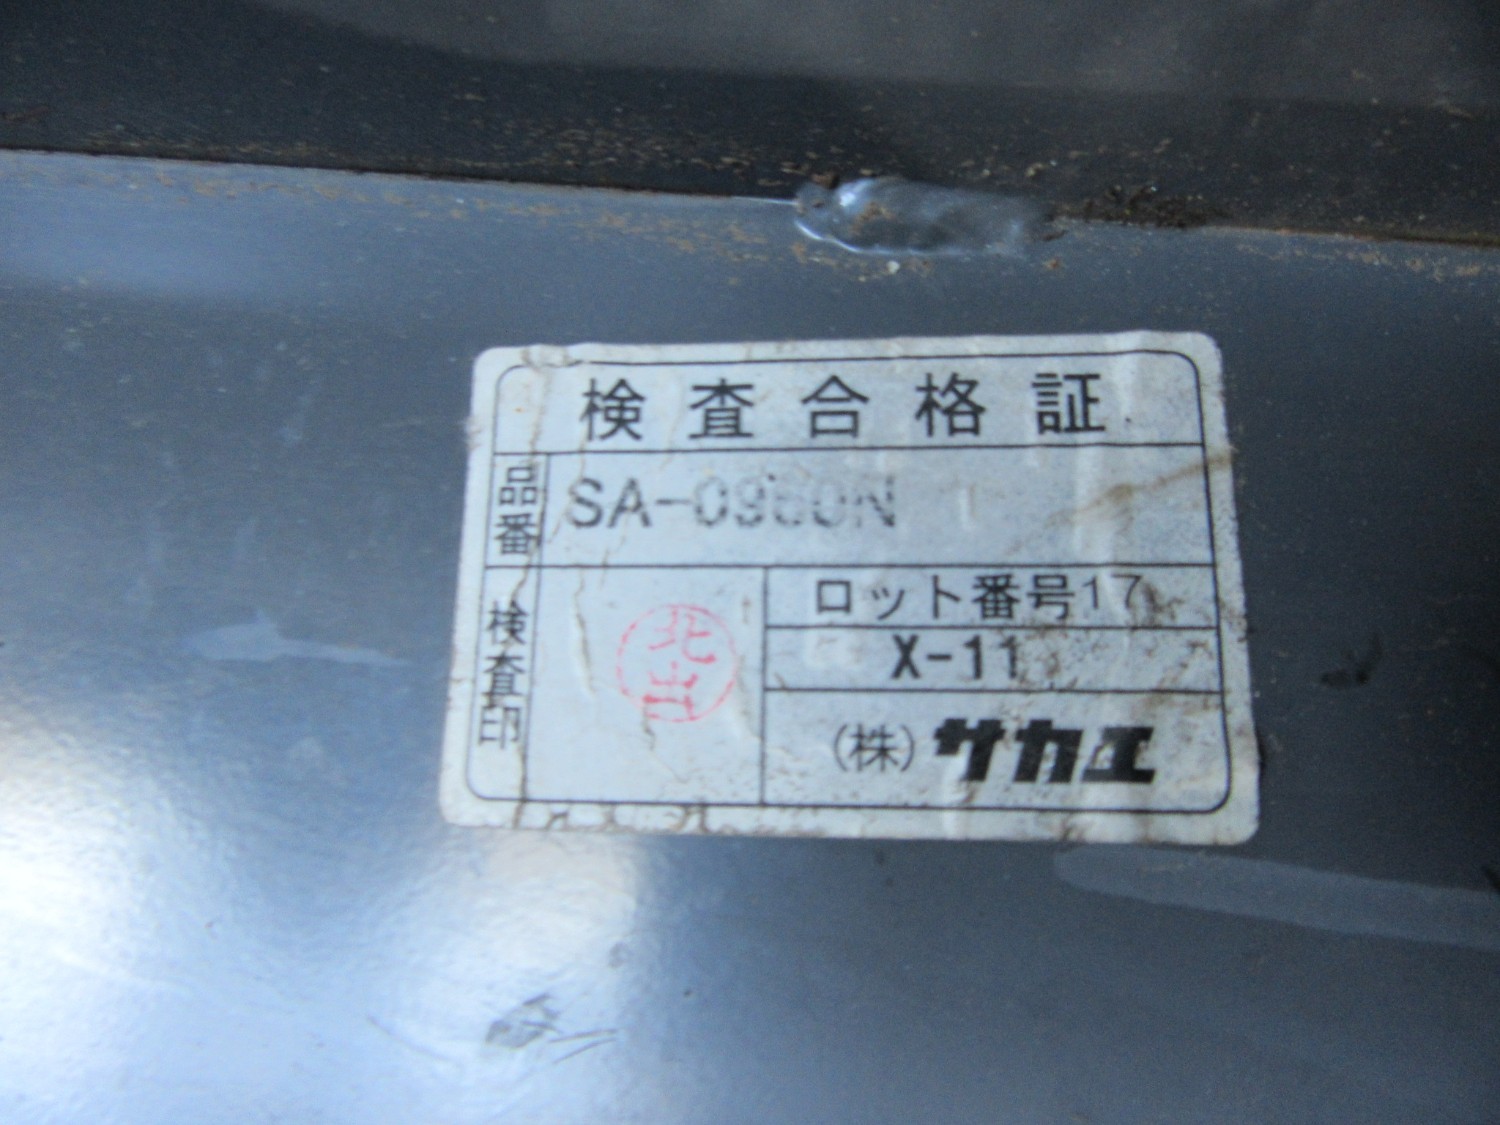 検査合格証
品番 SA-0960N
検査印 北出
ロット番号17
X-11
(株)サカエ